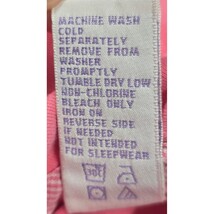 MACHINE WASH
COLD
SEPARATELY
REMOVE FROM
WASHER
PROMPTLY
TUMBLE DRY LOW
NON-CHLORINE
BLEACH ONLY
IRON ON
REVERSE SIDE
IF NEEDED
NOT INTENDED
FOR SLEEPWEAR